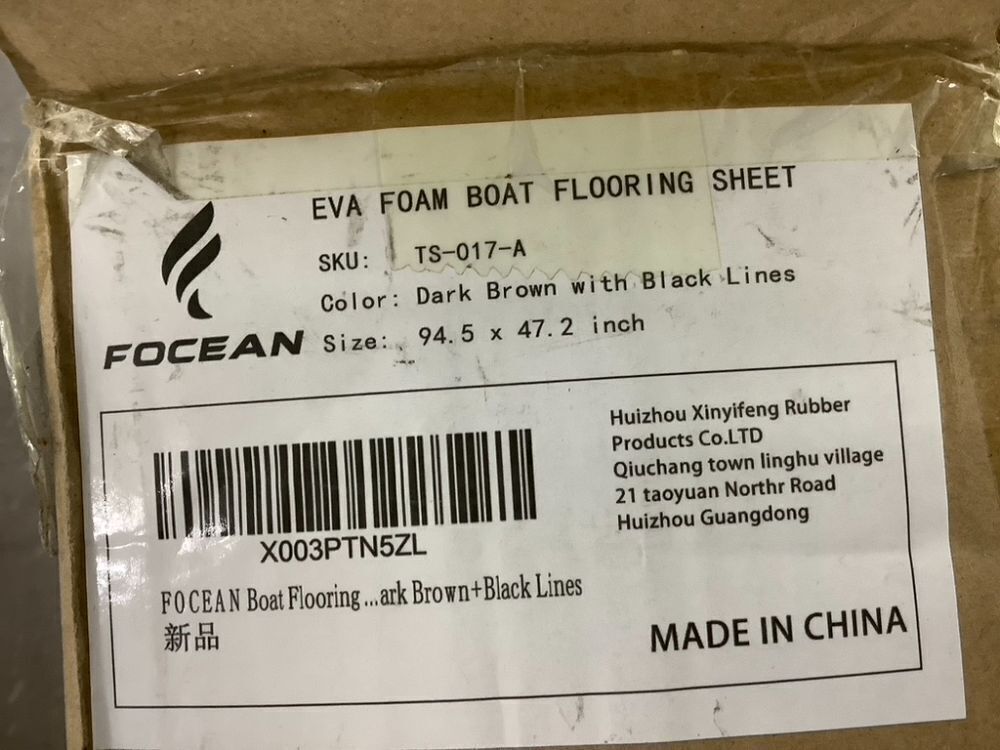 EVA FOAM BOAT FLOORING SHEET
SKU: TS-017-A
Color: Dark Brown with Black Lines
Size: 94.5 x 47.2 inch
FOCEAN
Huizhou Xinyifeng Rubber
Products Co.LTD
Qiuchang town linghu village
21 taoyuan Northr Road
Huizhou Guangdong
X003PTN5ZL
FOCEAN Boat Flooring...ark Brown+Black Lines
新品
MADE IN CHINA